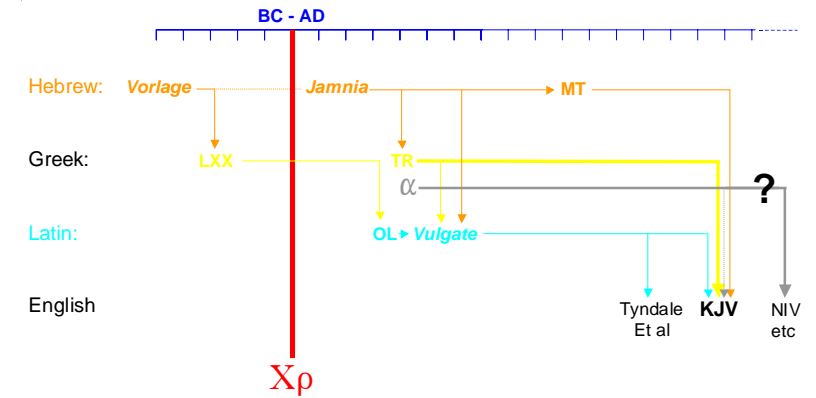 BC - AD
Hebrew: Vorlage Jamnia MT
Greek: LXX TR
α ?
Latin: OL Vulgate
English Tyndale Et al KJV NIV etc
Χρ